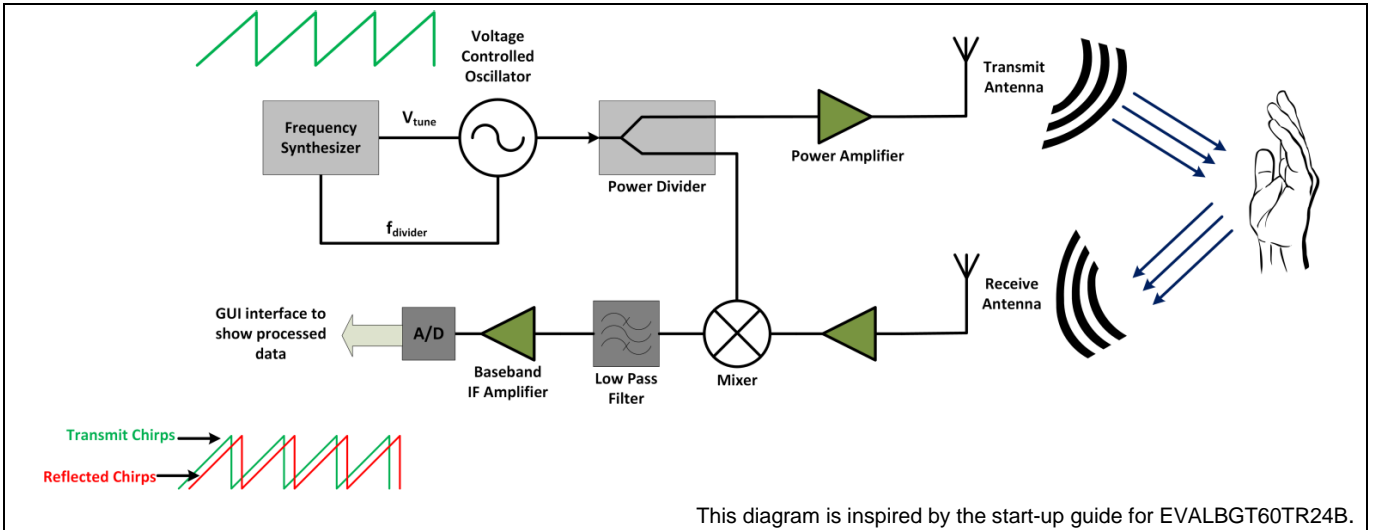 Voltage
Controlled
Oscillator
Transmit
Antenna
Frequency
Synthesizer
Vtune
Power Amplifier
Power Divider
fdivider
Receive
Antenna
GUI interface to
show processed
data
A/D
Baseband
IF Amplifier
Low Pass
Filter
Mixer
Transmit Chirps
Reflected Chirps
This diagram is inspired by the start-up guide for EVALBGT60TR24B.